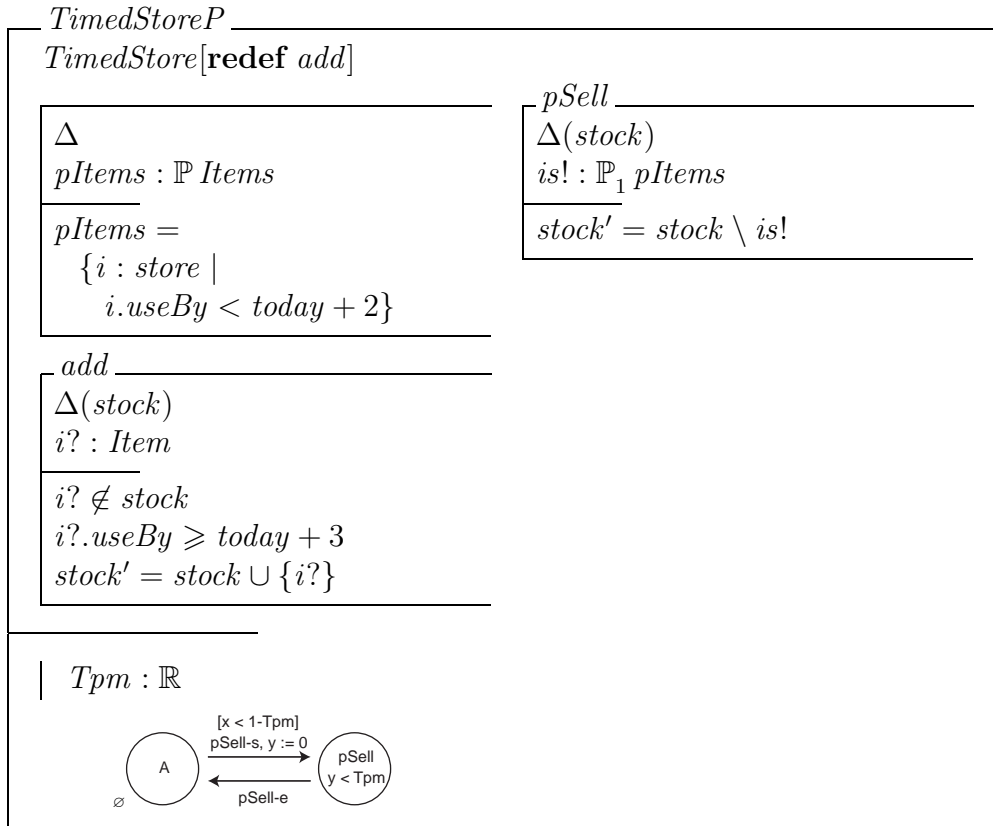 TimedStoreP
TimedStore[redef add]
Δ
pItems : ℙ Items
pItems =
{i : store |
i.useBy < today + 2}
pSell
Δ(stock)
is! : ℙ₁ pItems
stock′ = stock \ is!
add
Δ(stock)
i? : Item
i? ∉ stock
i?.useBy ⩾ today + 3
stock′ = stock ∪ {i?}
Tpm : ℝ
[x < 1-Tpm]
pSell-s, y := 0
A
pSell
y < Tpm
pSell-e
∅